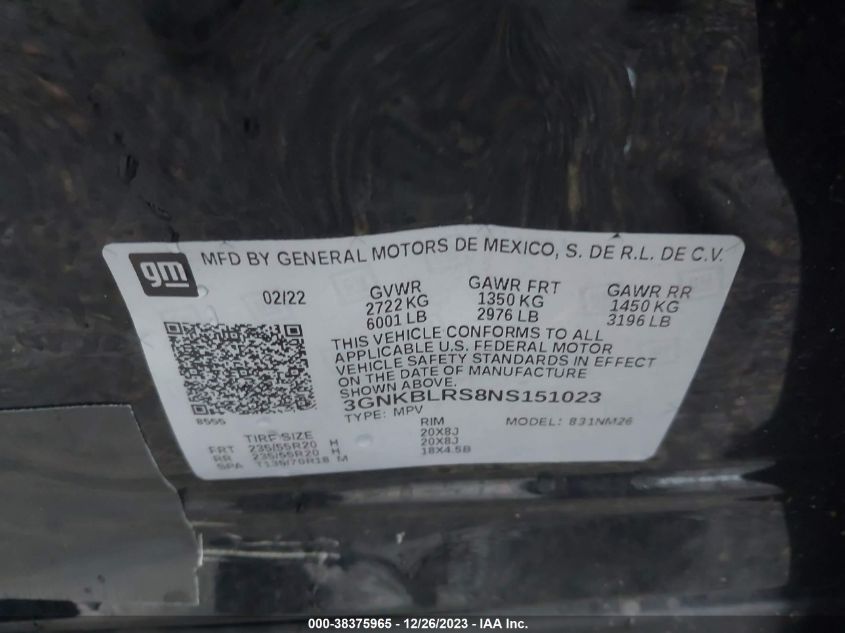 gm
MFD BY GENERAL MOTORS DE MEXICO, S. DE R.L. DE C.V.
02/22
GVWR GAWR FRT GAWR RR
2722 KG 1350 KG 1450 KG
6001 LB 2976 LB 3196 LB
THIS VEHICLE CONFORMS TO ALL
APPLICABLE U.S. FEDERAL MOTOR
VEHICLE SAFETY STANDARDS IN EFFECT
ON THE DATE OF MANUFACTURE
SHOWN ABOVE.
3GNKBLRS8NS151023
TYPE: MPV MODEL: 831NM26
8555
TIRE SIZE RIM
FRT 235/55R20 H 20X8J
RR 235/55R20 H 20X8J
SPA T135/70R18 M 18X4.5B
000-38375965 - 12/26/2023 - IAA Inc.